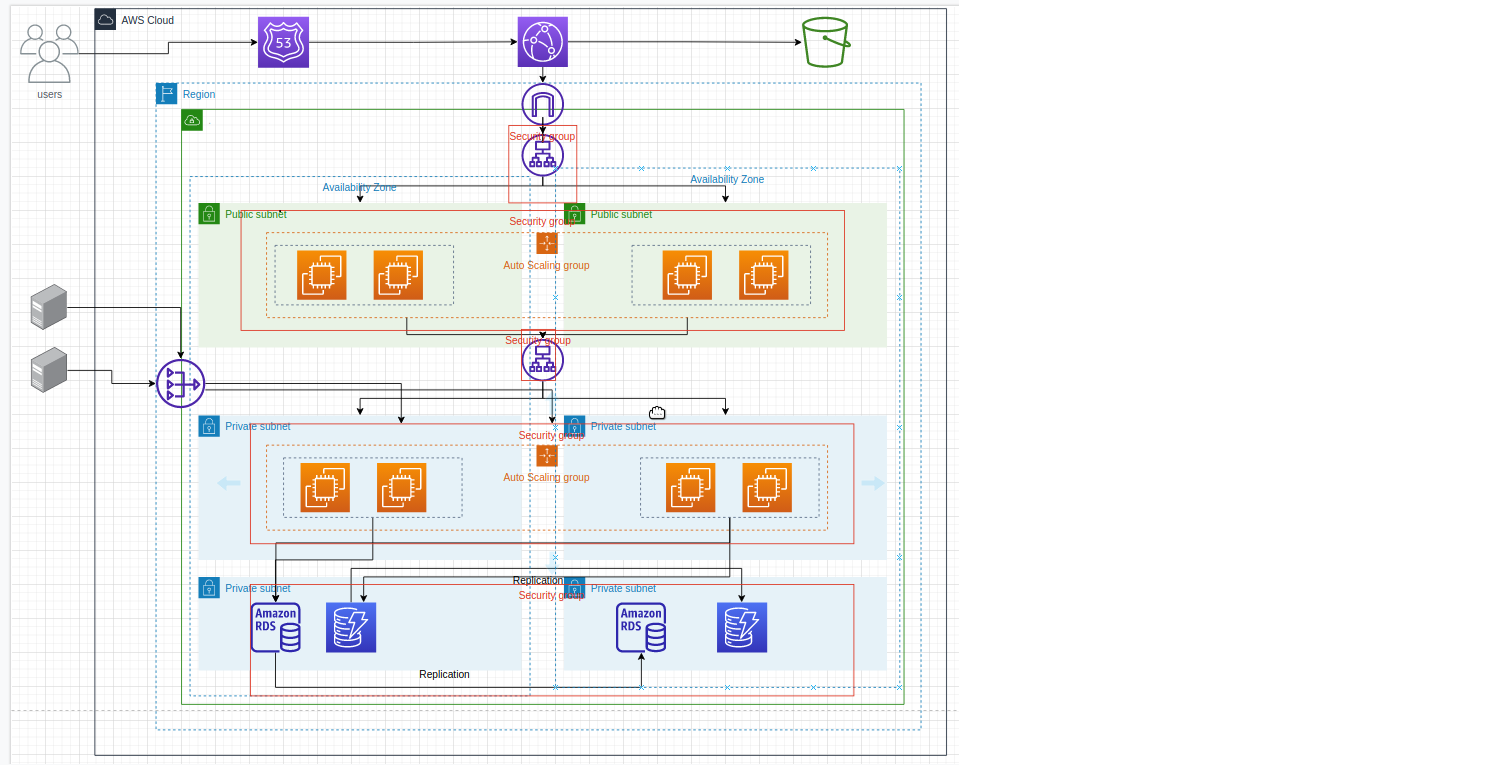 AWS Cloud
53
users
Region
Security group
Availability Zone
Availability Zone
Public subnet
Public subnet
Security group
Auto Scaling group
Security group
Private subnet
Private subnet
Security group
Auto Scaling group
Replication
Private subnet
Private subnet
Security group
Amazon
RDS
Amazon
RDS
Replication